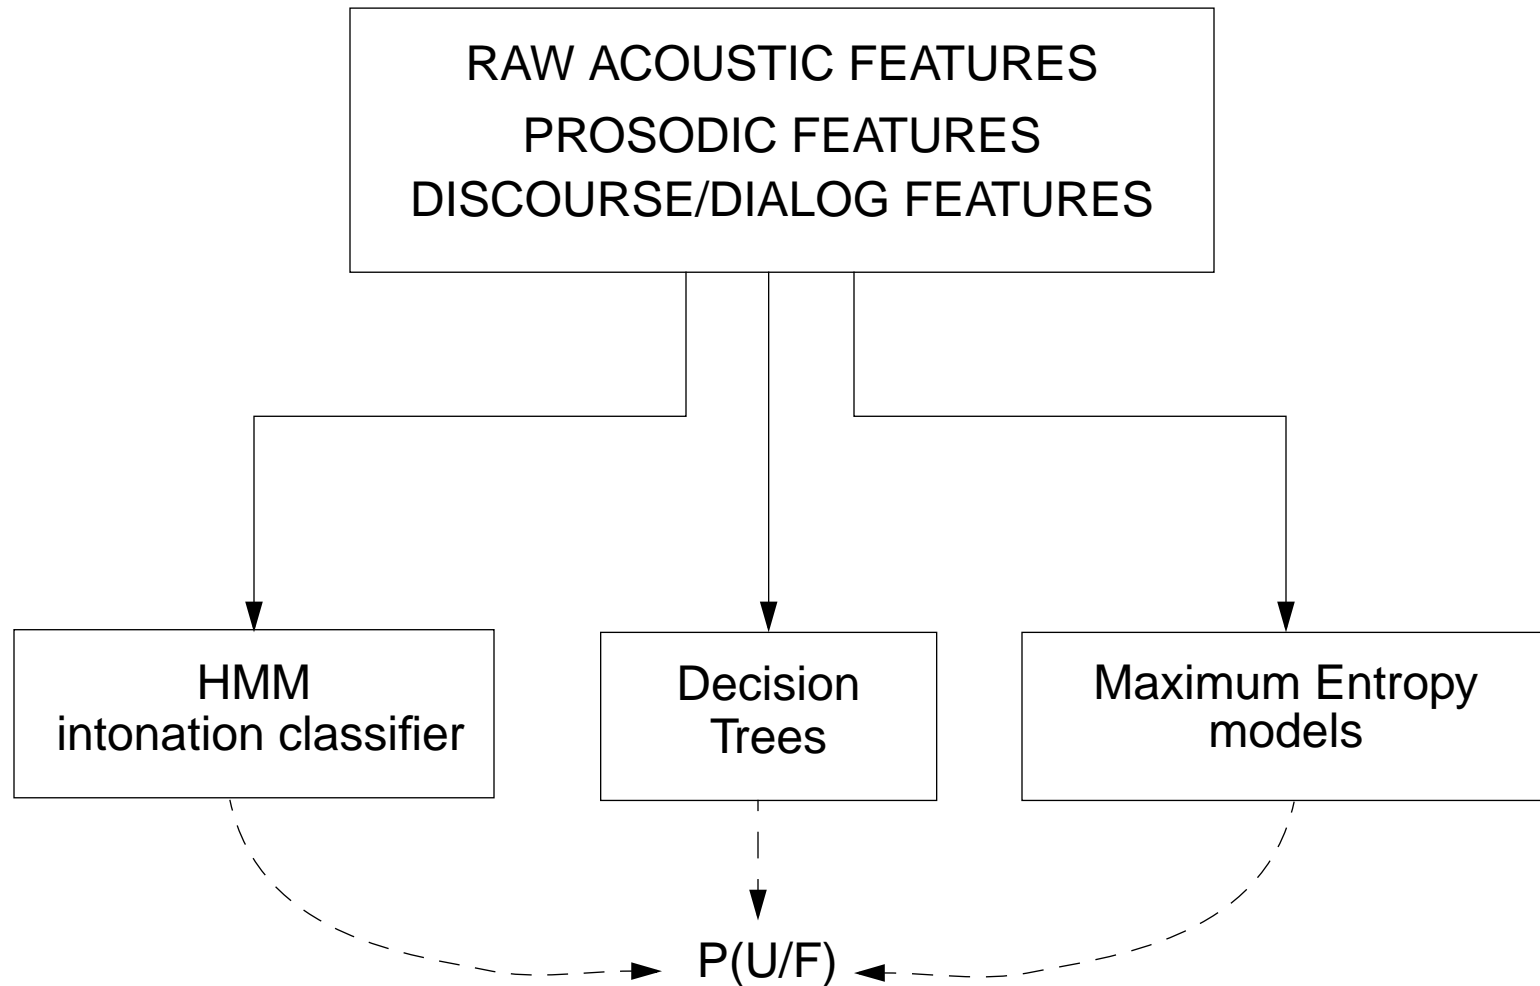 RAW ACOUSTIC FEATURES
PROSODIC FEATURES
DISCOURSE/DIALOG FEATURES
HMM
intonation classifier
Decision
Trees
Maximum Entropy
models
P(U/F)